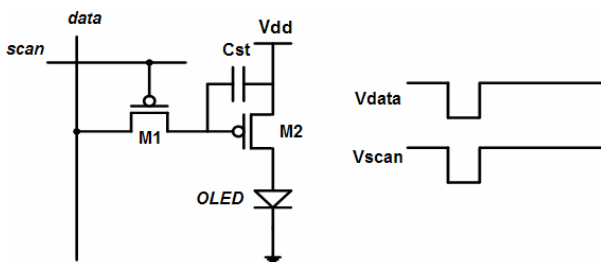 data
scan
Vdd
Cst
M1
M2
OLED
Vdata
Vscan